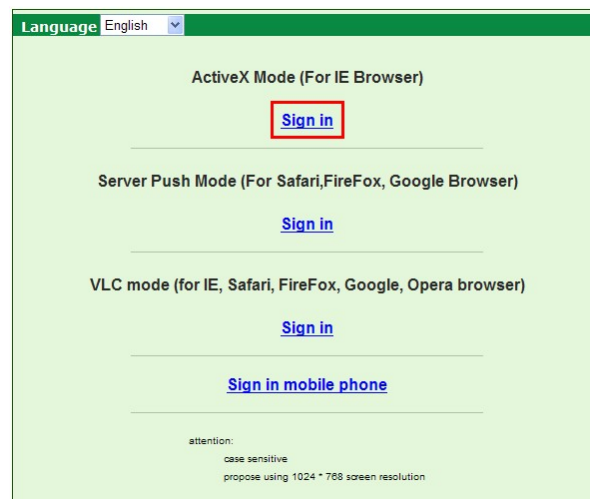 Language English
ActiveX Mode (For IE Browser)
Sign in
Server Push Mode (For Safari,FireFox, Google Browser)
Sign in
VLC mode (for IE, Safari, FireFox, Google, Opera browser)
Sign in
Sign in mobile phone
attention:
case sensitive
propose using 1024 * 768 screen resolution